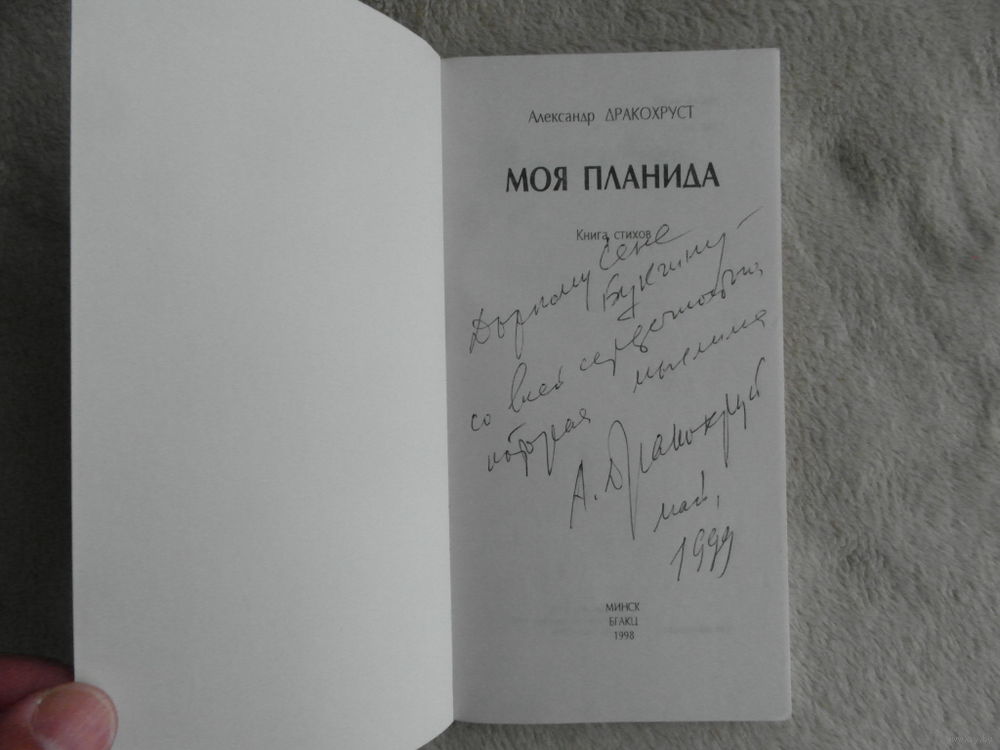 Александр ДРАКОХРУСТ
МОЯ ПЛАНИДА
Книга стихов
Дорогому Сене
Букчину –
со всей сердечностью,
которая мыслима
А. Дракохруст
май,
1999
МИНСК
БГАКЦ
1998